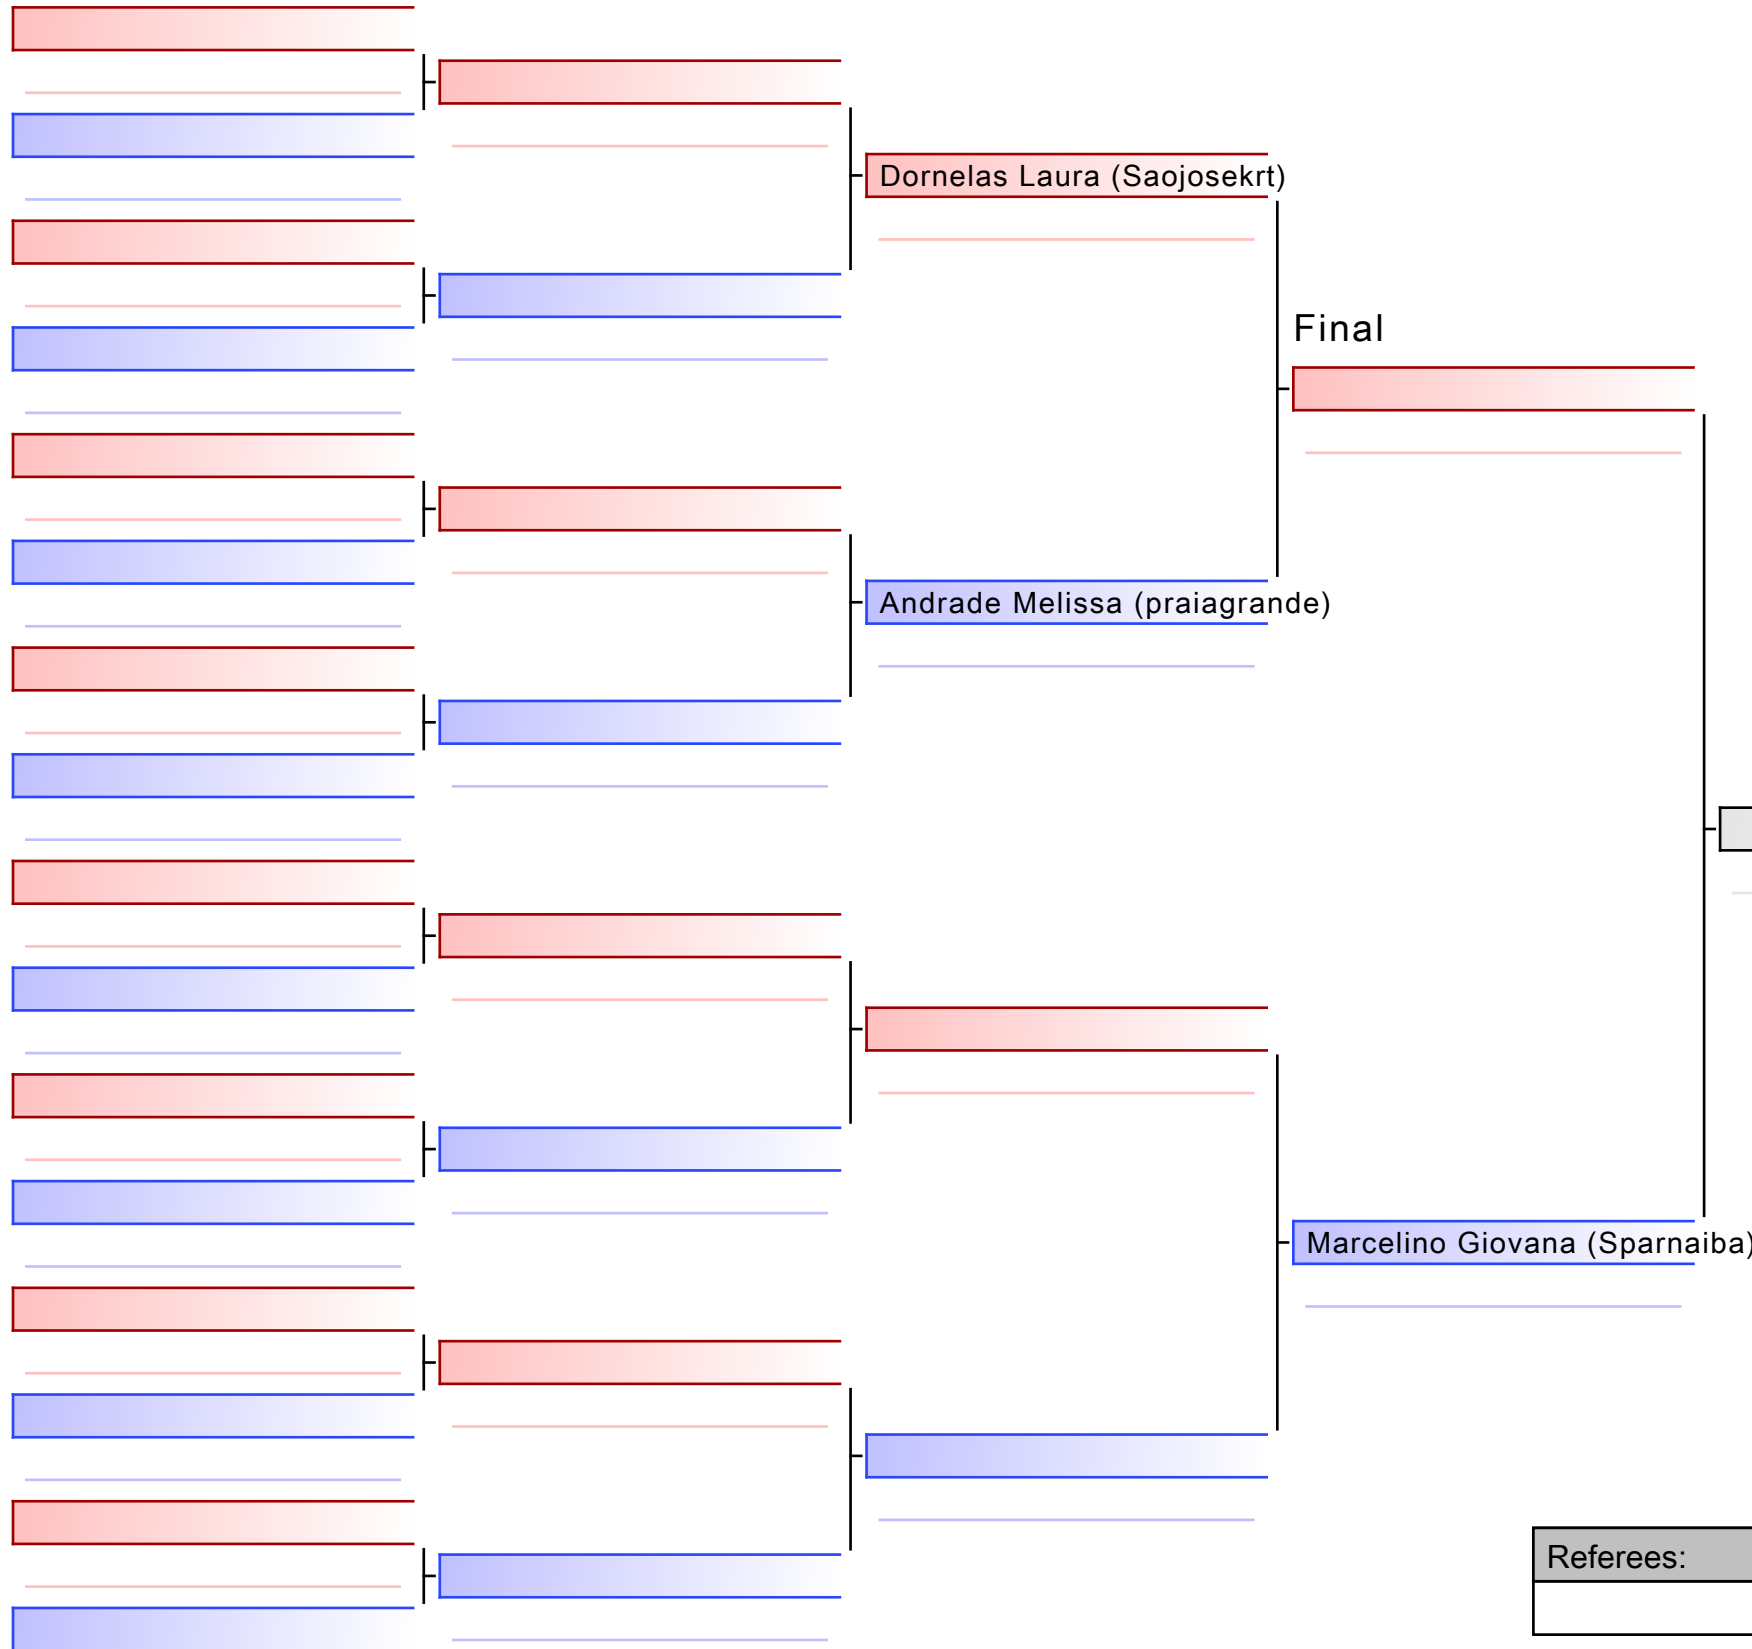 Dornelas Laura (Saojosekrt)
Final
Andrade Melissa (praiagrande)
Marcelino Giovana (Sparnaiba)
Referees: